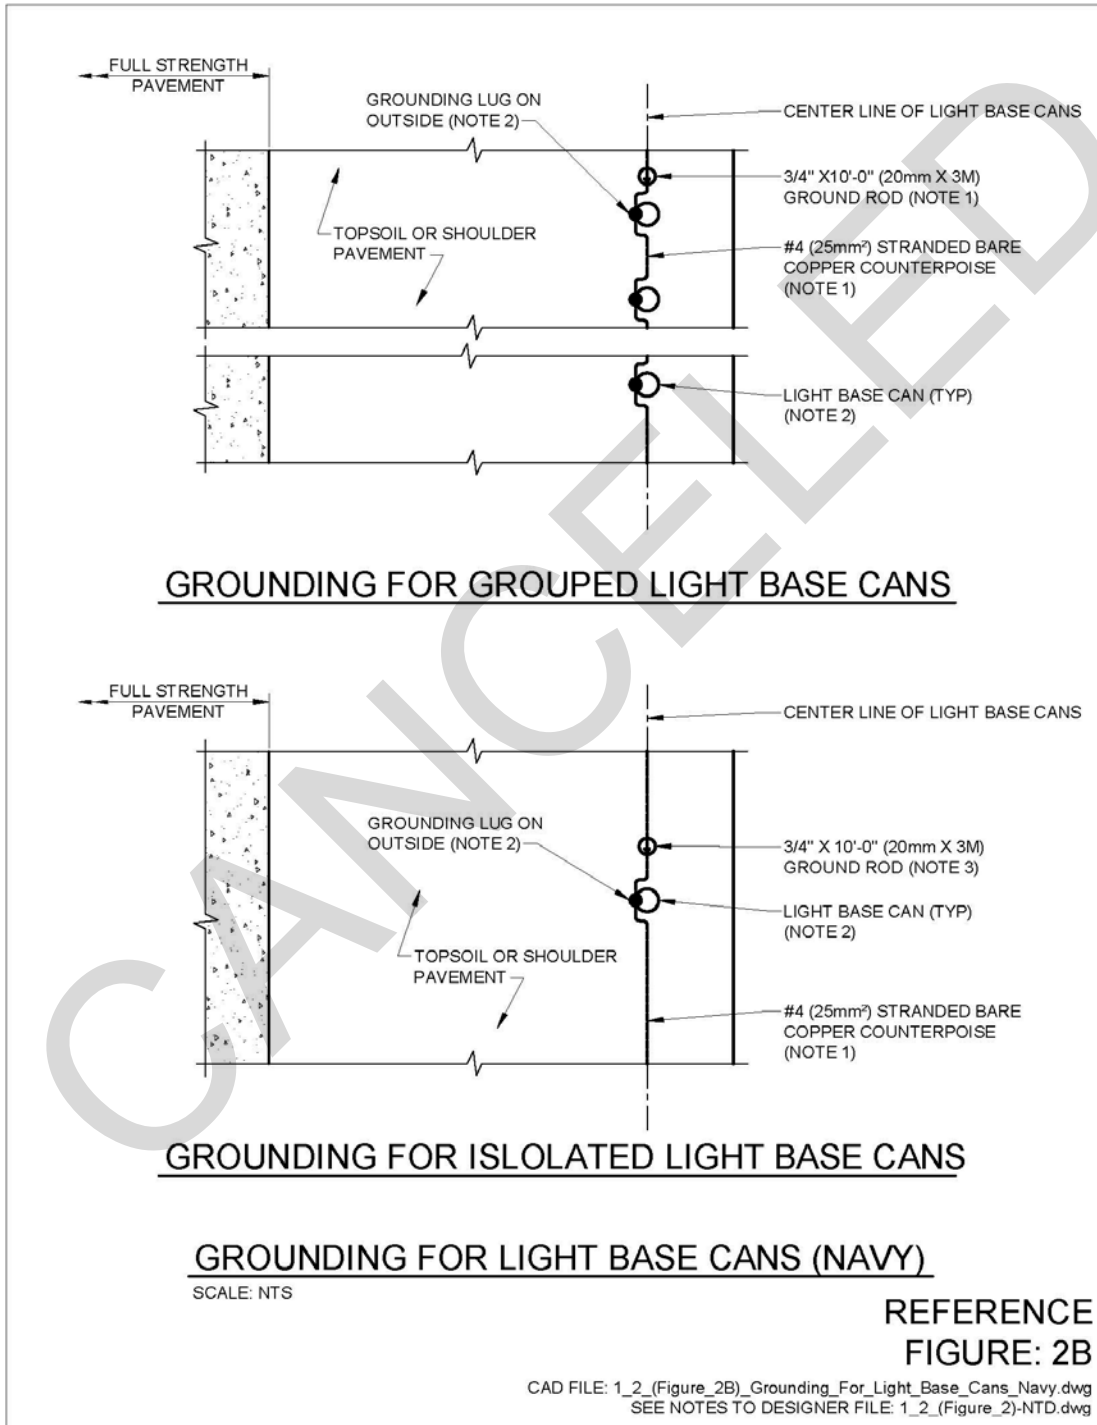 FULL STRENGTH
PAVEMENT
GROUNDING LUG ON
OUTSIDE (NOTE 2)
CENTER LINE OF LIGHT BASE CANS
3/4" X10'-0" (20mm X 3M)
GROUND ROD (NOTE 1)
TOPSOIL OR SHOULDER
PAVEMENT
#4 (25mm²) STRANDED BARE
COPPER COUNTERPOISE
(NOTE 1)
LIGHT BASE CAN (TYP)
(NOTE 2)
GROUNDING FOR GROUPED LIGHT BASE CANS
FULL STRENGTH
PAVEMENT
CENTER LINE OF LIGHT BASE CANS
GROUNDING LUG ON
OUTSIDE (NOTE 2)
3/4" X 10'-0" (20mm X 3M)
GROUND ROD (NOTE 3)
LIGHT BASE CAN (TYP)
(NOTE 2)
TOPSOIL OR SHOULDER
PAVEMENT
#4 (25mm²) STRANDED BARE
COPPER COUNTERPOISE
(NOTE 1)
GROUNDING FOR ISLOLATED LIGHT BASE CANS
GROUNDING FOR LIGHT BASE CANS (NAVY)
SCALE: NTS
REFERENCE
FIGURE: 2B
CAD FILE: 1_2_(Figure_2B)_Grounding_For_Light_Base_Cans_Navy.dwg
SEE NOTES TO DESIGNER FILE: 1_2_(Figure_2)-NTD.dwg
CANCELED